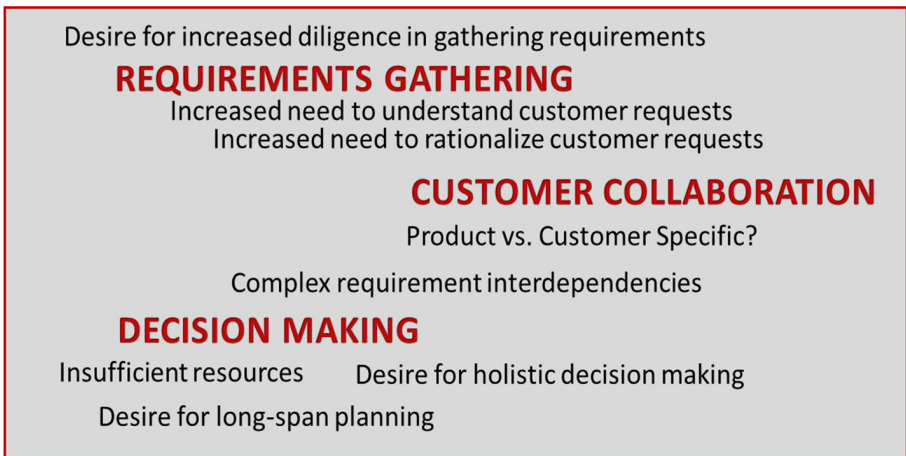 Desire for increased diligence in gathering requirements
REQUIREMENTS GATHERING
Increased need to understand customer requests
Increased need to rationalize customer requests
CUSTOMER COLLABORATION
Product vs. Customer Specific?
Complex requirement interdependencies
DECISION MAKING
Insufficient resources
Desire for holistic decision making
Desire for long-span planning